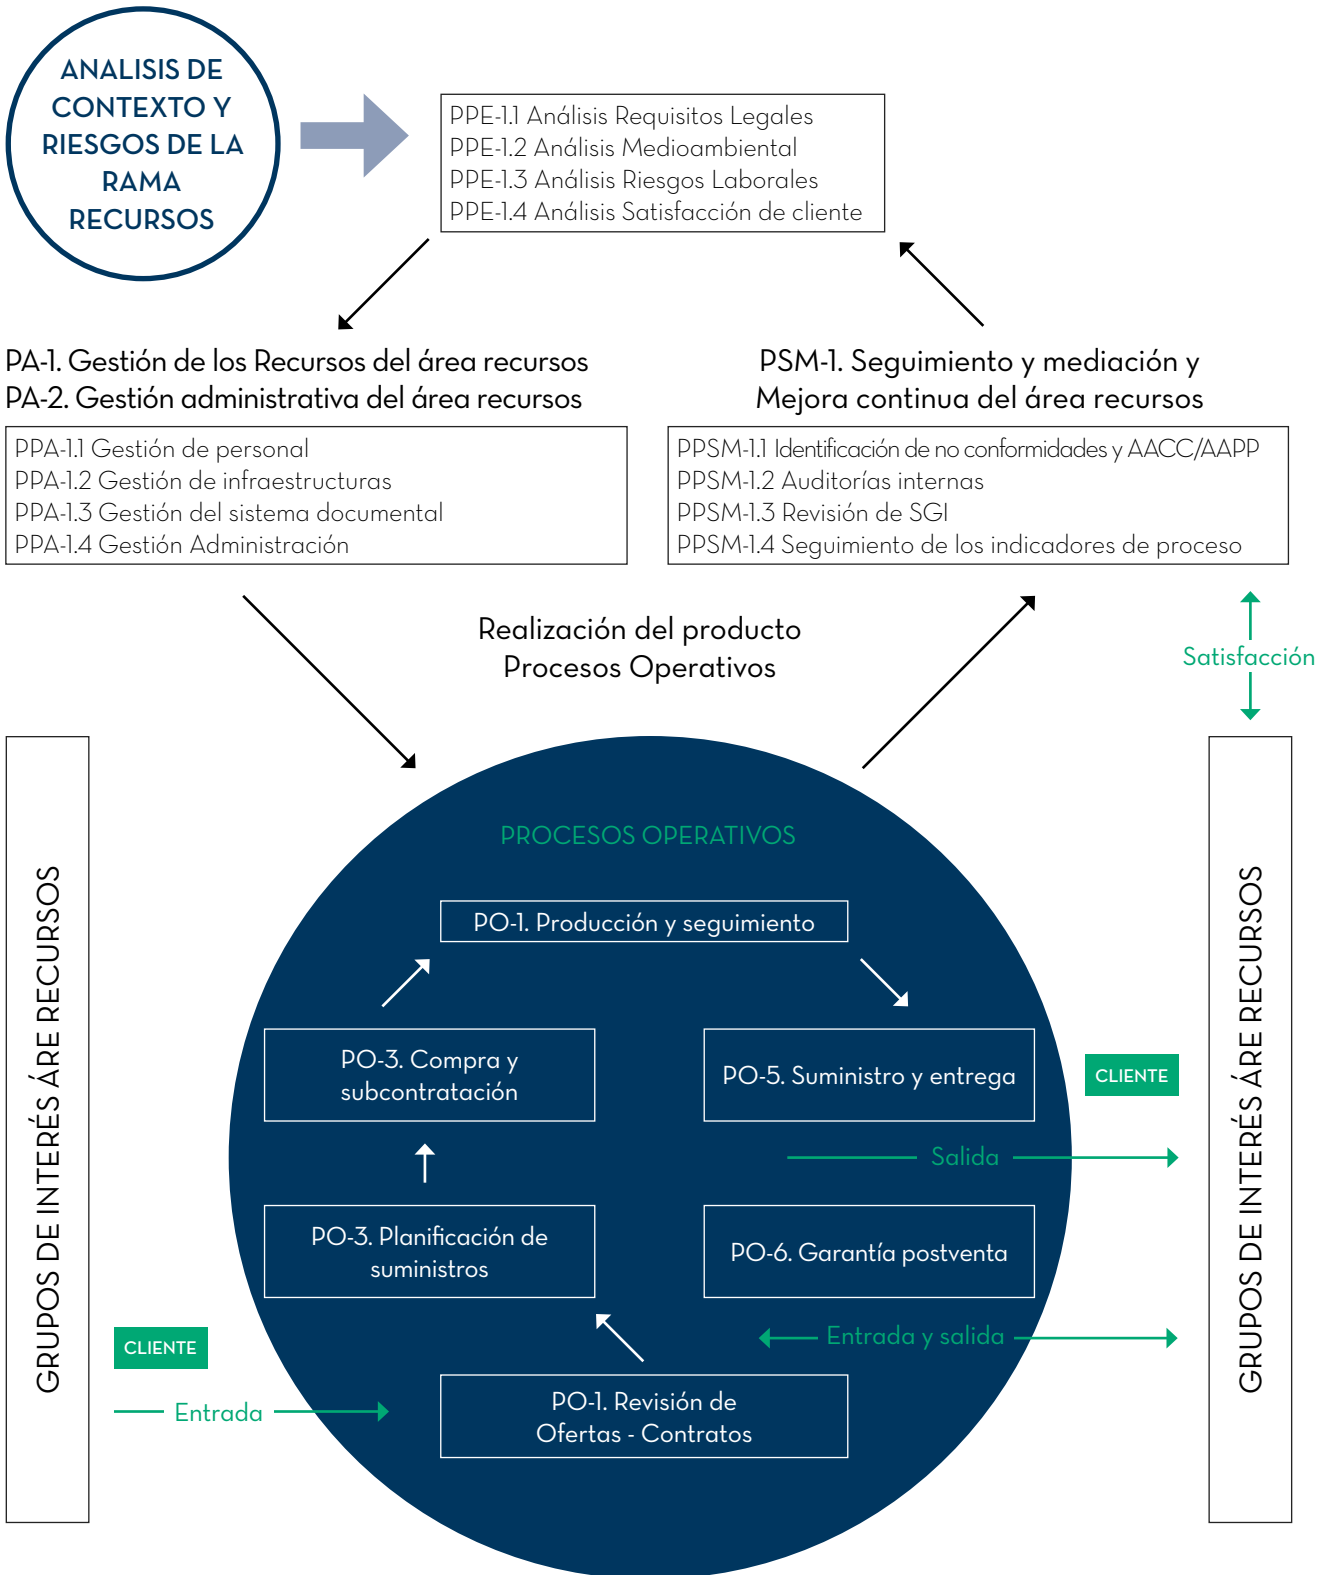 ANALISIS DE
CONTEXTO Y
RIESGOS DE LA
RAMA
RECURSOS
PPE-1.1 Análisis Requisitos Legales
PPE-1.2 Análisis Medioambiental
PPE-1.3 Análisis Riesgos Laborales
PPE-1.4 Análisis Satisfacción de cliente
PA-1. Gestión de los Recursos del área recursos
PA-2. Gestión administrativa del área recursos
PPA-1.1 Gestión de personal
PPA-1.2 Gestión de infraestructuras
PPA-1.3 Gestión del sistema documental
PPA-1.4 Gestión Administración
PSM-1. Seguimiento y mediación y
Mejora continua del área recursos
PPSM-1.1 Identificación de no conformidades y AACC/AAPP
PPSM-1.2 Auditorías internas
PPSM-1.3 Revisión de SGI
PPSM-1.4 Seguimiento de los indicadores de proceso
Realización del producto
Procesos Operativos
Satisfacción
GRUPOS DE INTERÉS ÁRE RECURSOS
PROCESOS OPERATIVOS
PO-1. Producción y seguimiento
PO-3. Compra y
subcontratación
PO-5. Suministro y entrega
CLIENTE
Salida
PO-3. Planificación de
suministros
PO-6. Garantía postventa
CLIENTE
Entrada y salida
Entrada
PO-1. Revisión de
Ofertas - Contratos
GRUPOS DE INTERÉS ÁRE RECURSOS